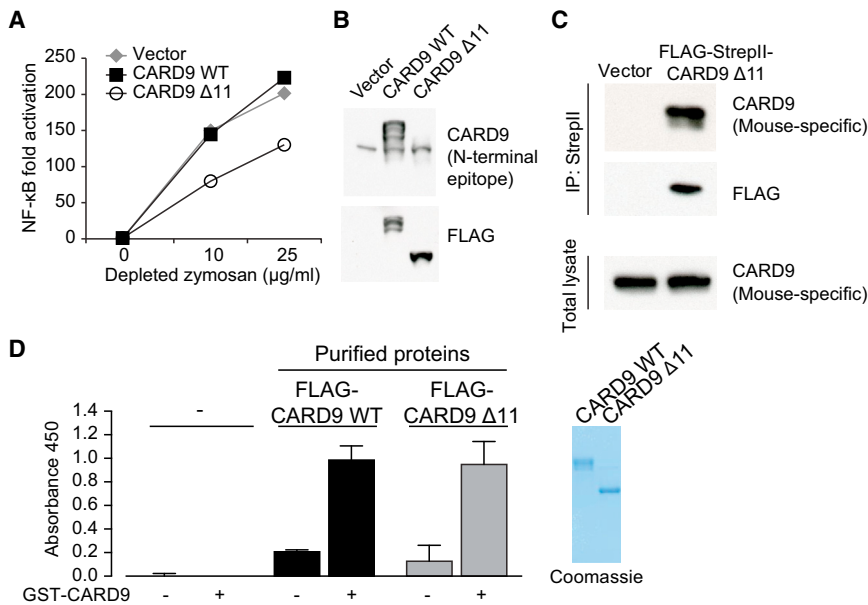 A
Vector
CARD9 WT
CARD9 Δ11
NF-κB fold activation
250
200
150
100
50
0
0
10
25
Depleted zymosan (µg/ml)
B
Vector
CARD9 WT
CARD9 Δ11
CARD9
(N-terminal
epitope)
FLAG
C
Vector
FLAG-StrepII-
CARD9 Δ11
IP: StrepII
CARD9
(Mouse-specific)
FLAG
Total lysate
CARD9
(Mouse-specific)
D
Purified proteins
-
FLAG-
CARD9 WT
FLAG-
CARD9 Δ11
Absorbance 450
1.4
1.2
1.0
0.8
0.6
0.4
0.2
0.0
GST-CARD9 - + - + - +
CARD9 WT
CARD9 Δ11
Coomassie